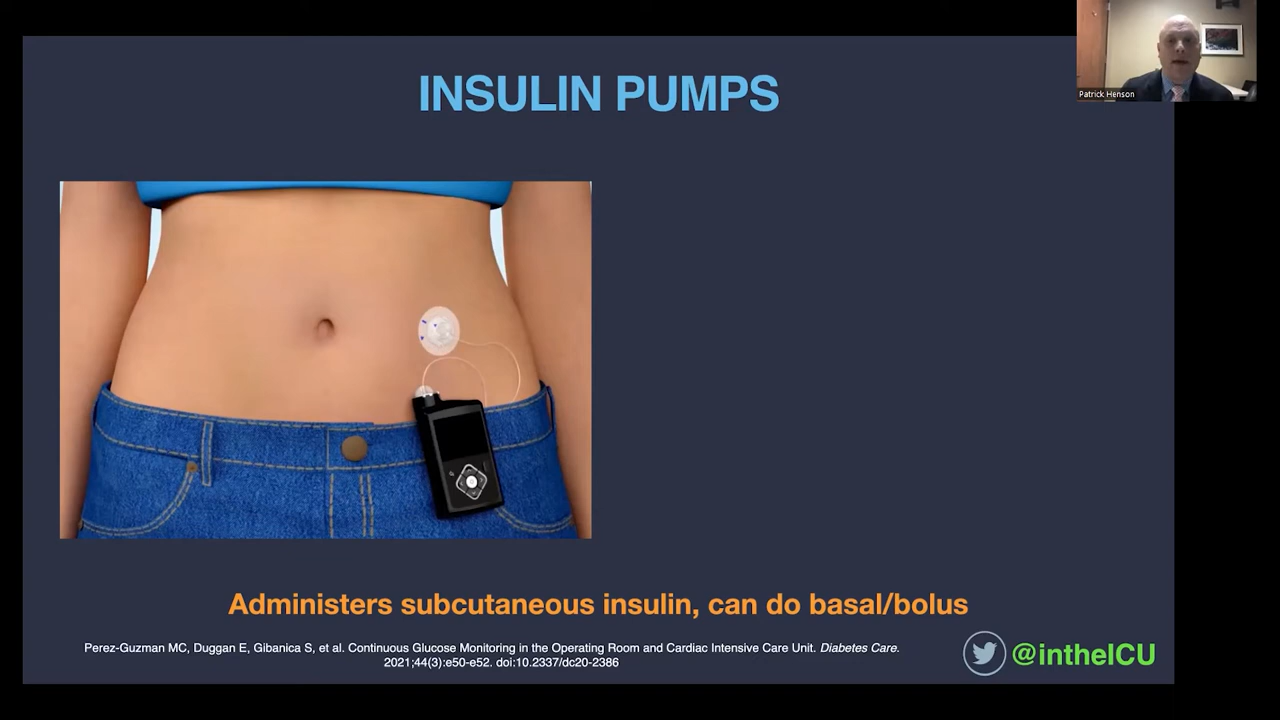 INSULIN PUMPS
Patrick Henson
Administers subcutaneous insulin, can do basal/bolus
Perez-Guzman MC, Duggan E, Gibanica S, et al. Continuous Glucose Monitoring in the Operating Room and Cardiac Intensive Care Unit. Diabetes Care.
2021;44(3):e50-e52. doi:10.2337/dc20-2386
@intheICU